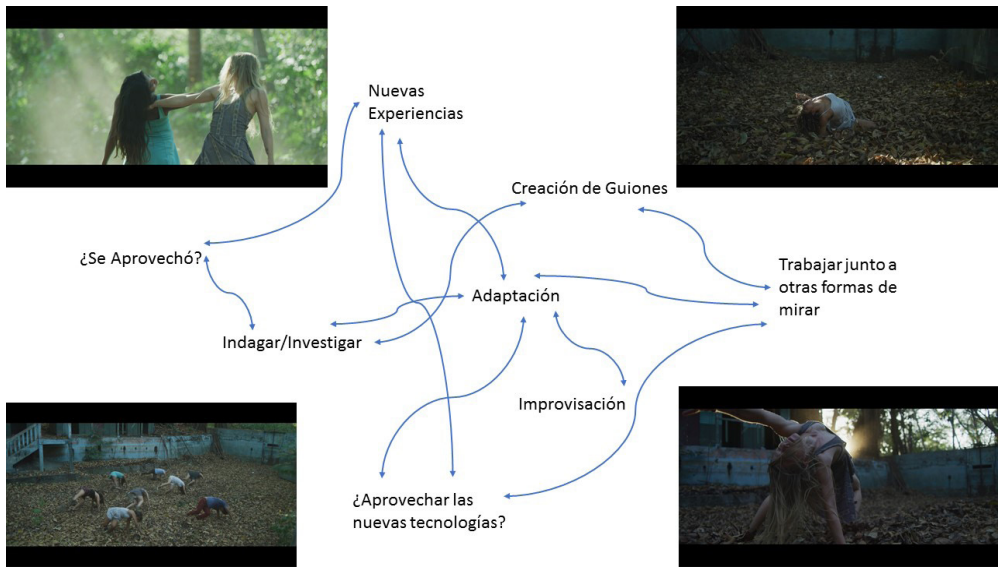 Nuevas
Experiencias
Creación de Guiones
¿Se Aprovechó?
Trabajar junto a
otras formas de
mirar
Adaptación
Indagar/Investigar
Improvisación
¿Aprovechar las
nuevas tecnologías?